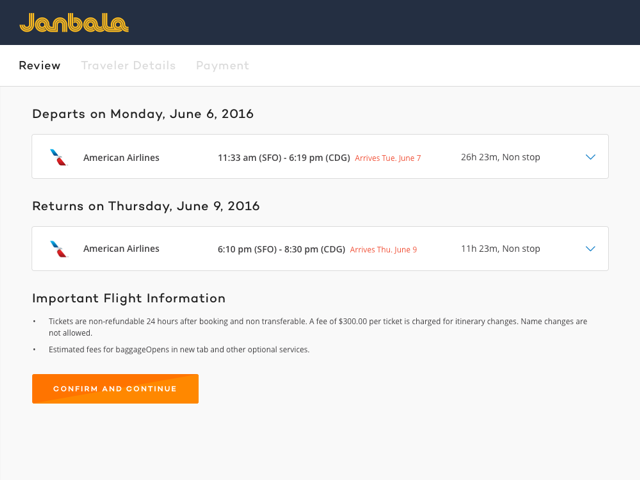 Janbala
Review Traveler Details Payment
Departs on Monday, June 6, 2016
American Airlines 11:33 am (SFO) - 6:19 pm (CDG) Arrives Tue. June 7 26h 23m, Non stop
Returns on Thursday, June 9, 2016
American Airlines 6:10 pm (SFO) - 8:30 pm (CDG) Arrives Thu. June 9 11h 23m, Non stop
Important Flight Information
• Tickets are non-refundable 24 hours after booking and non transferable. A fee of $300.00 per ticket is charged for itinerary changes. Name changes are
not allowed.
• Estimated fees for baggageOpens in new tab and other optional services.
CONFIRM AND CONTINUE